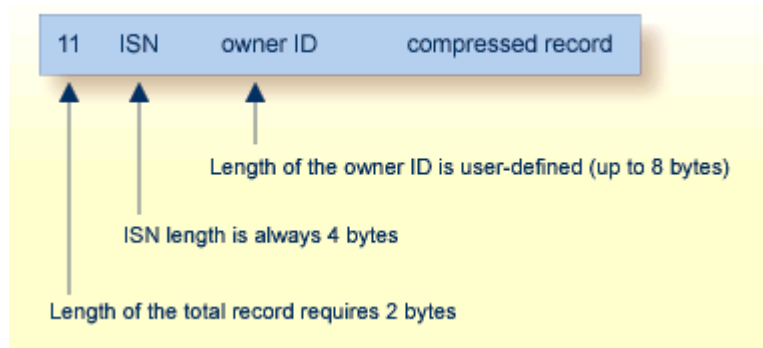 11 ISN owner ID compressed record
Length of the owner ID is user-defined (up to 8 bytes)
ISN length is always 4 bytes
Length of the total record requires 2 bytes